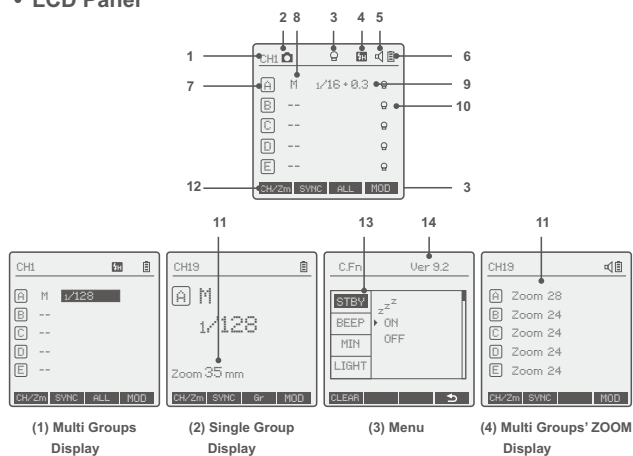 • LCD Panel
2 8 3 4 5
1 CH1 6
7 A M 1/16+0.3 9
B -- 10
C --
D --
E --
12 CH/Zm SYNC ALL MOD 3
11 13 14 11
CH1
A M 1/128
B --
C --
D --
E --
CH/Zm SYNC ALL MOD
CH19
A M
1/128
Zoom 35 mm
CH/Zm SYNC Gr MOD
C.Fn Ver 9.2
STBY zzZ
BEEP ON
MIN OFF
LIGHT
CLEAR
CH19
A Zoom 28
B Zoom 24
C Zoom 24
D Zoom 24
E Zoom 24
CH/Zm SYNC MOD
(1) Multi Groups
Display
(2) Single Group
Display
(3) Menu
(4) Multi Groups' ZOOM
Display